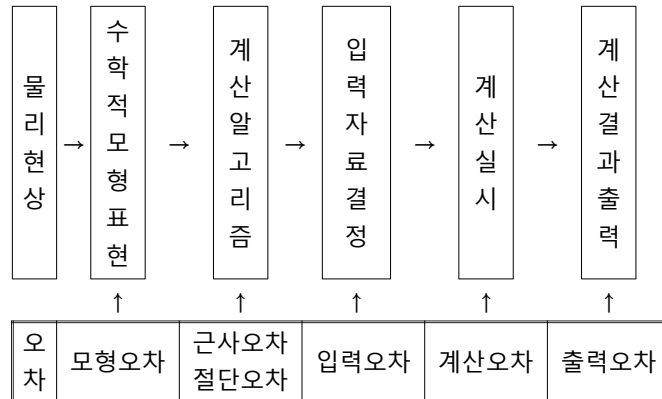 물리현상
→
수학적모형표현
→
계산알고리즘
→
입력자료결정
→
계산실시
→
계산결과출력
↑ ↑ ↑ ↑ ↑
오차
모형오차
근사오차
절단오차
입력오차
계산오차
출력오차